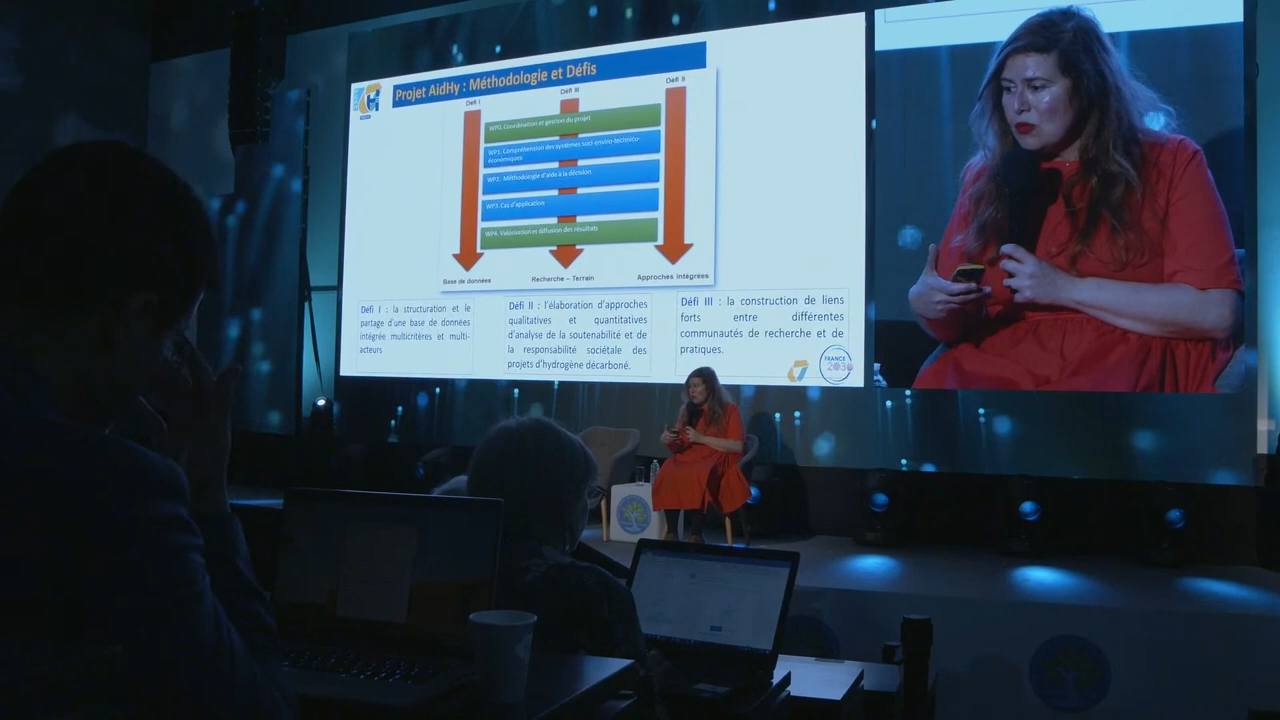 Projet AidHy : Méthodologie et Défis
Défi I
Défi III
Défi II
WP0. Coordination et gestion du projet
WP1. Compréhension des systèmes soci-enviro-technico-
économiques
WP2. Méthodologie d'aide à la décision
WP3. Cas d'application
WP4. Valorisation et diffusion des résultats
Base de données
Recherche – Terrain
Approches intégrées
Défi I : la structuration et le
partage d'une base de données
intégrée multicritères et multi-
acteurs
Défi II : l'élaboration d'approches
qualitatives et quantitatives
d'analyse de la soutenabilité et de
la responsabilité sociétale des
projets d'hydrogène décarboné.
Défi III : la construction de liens
forts entre différentes
communautés de recherche et de
pratiques.
FRANCE
2030